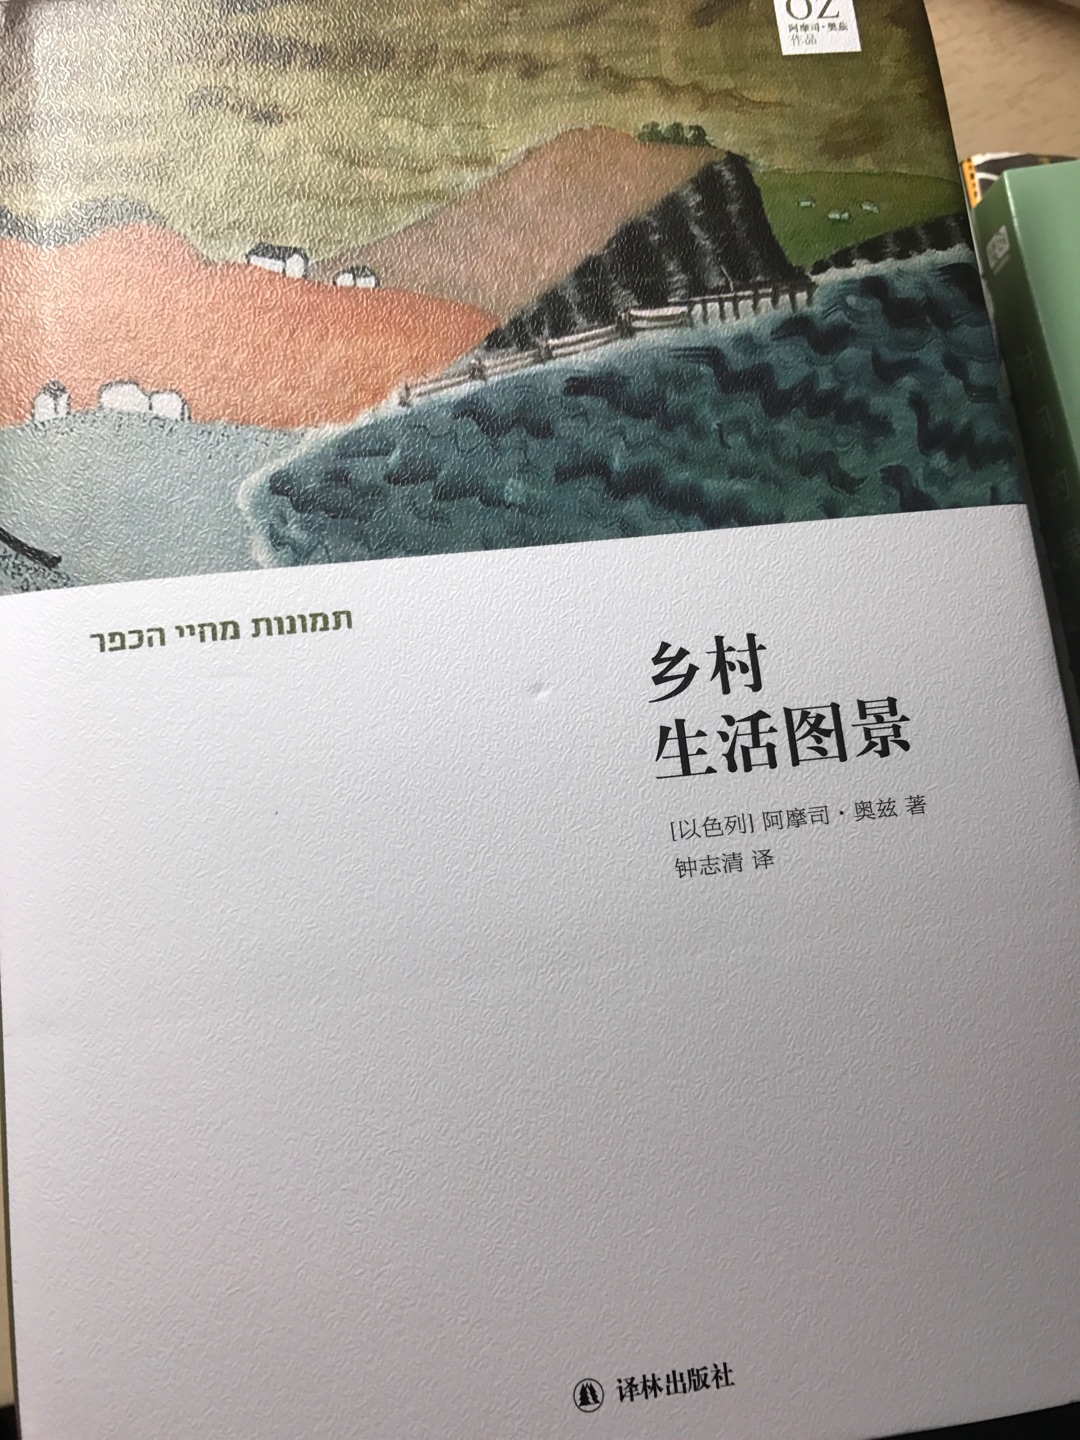 OZ
阿摩司·奥兹
作品
תמונות מחיי הכפר
乡村
生活图景
[以色列] 阿摩司·奥兹 著
钟志清 译
译林出版社